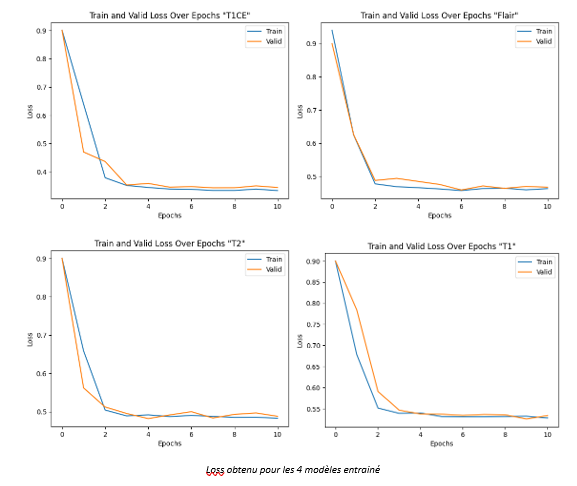 Train and Valid Loss Over Epochs "T1CE"
Train
Valid
0.9
0.8
0.7
0.6
0.5
0.4
Loss
0 2 4 6 8 10
Epochs
Train and Valid Loss Over Epochs "Flair"
Train
Valid
0.9
0.8
0.7
0.6
0.5
Loss
0 2 4 6 8 10
Epochs
Train and Valid Loss Over Epochs "T2"
Train
Valid
0.9
0.8
0.7
0.6
0.5
Loss
0 2 4 6 8 10
Epochs
Train and Valid Loss Over Epochs "T1"
Train
Valid
0.90
0.85
0.80
0.75
0.70
0.65
0.60
0.55
Loss
0 2 4 6 8 10
Epochs
Loss obtenu pour les 4 modèles entrainé